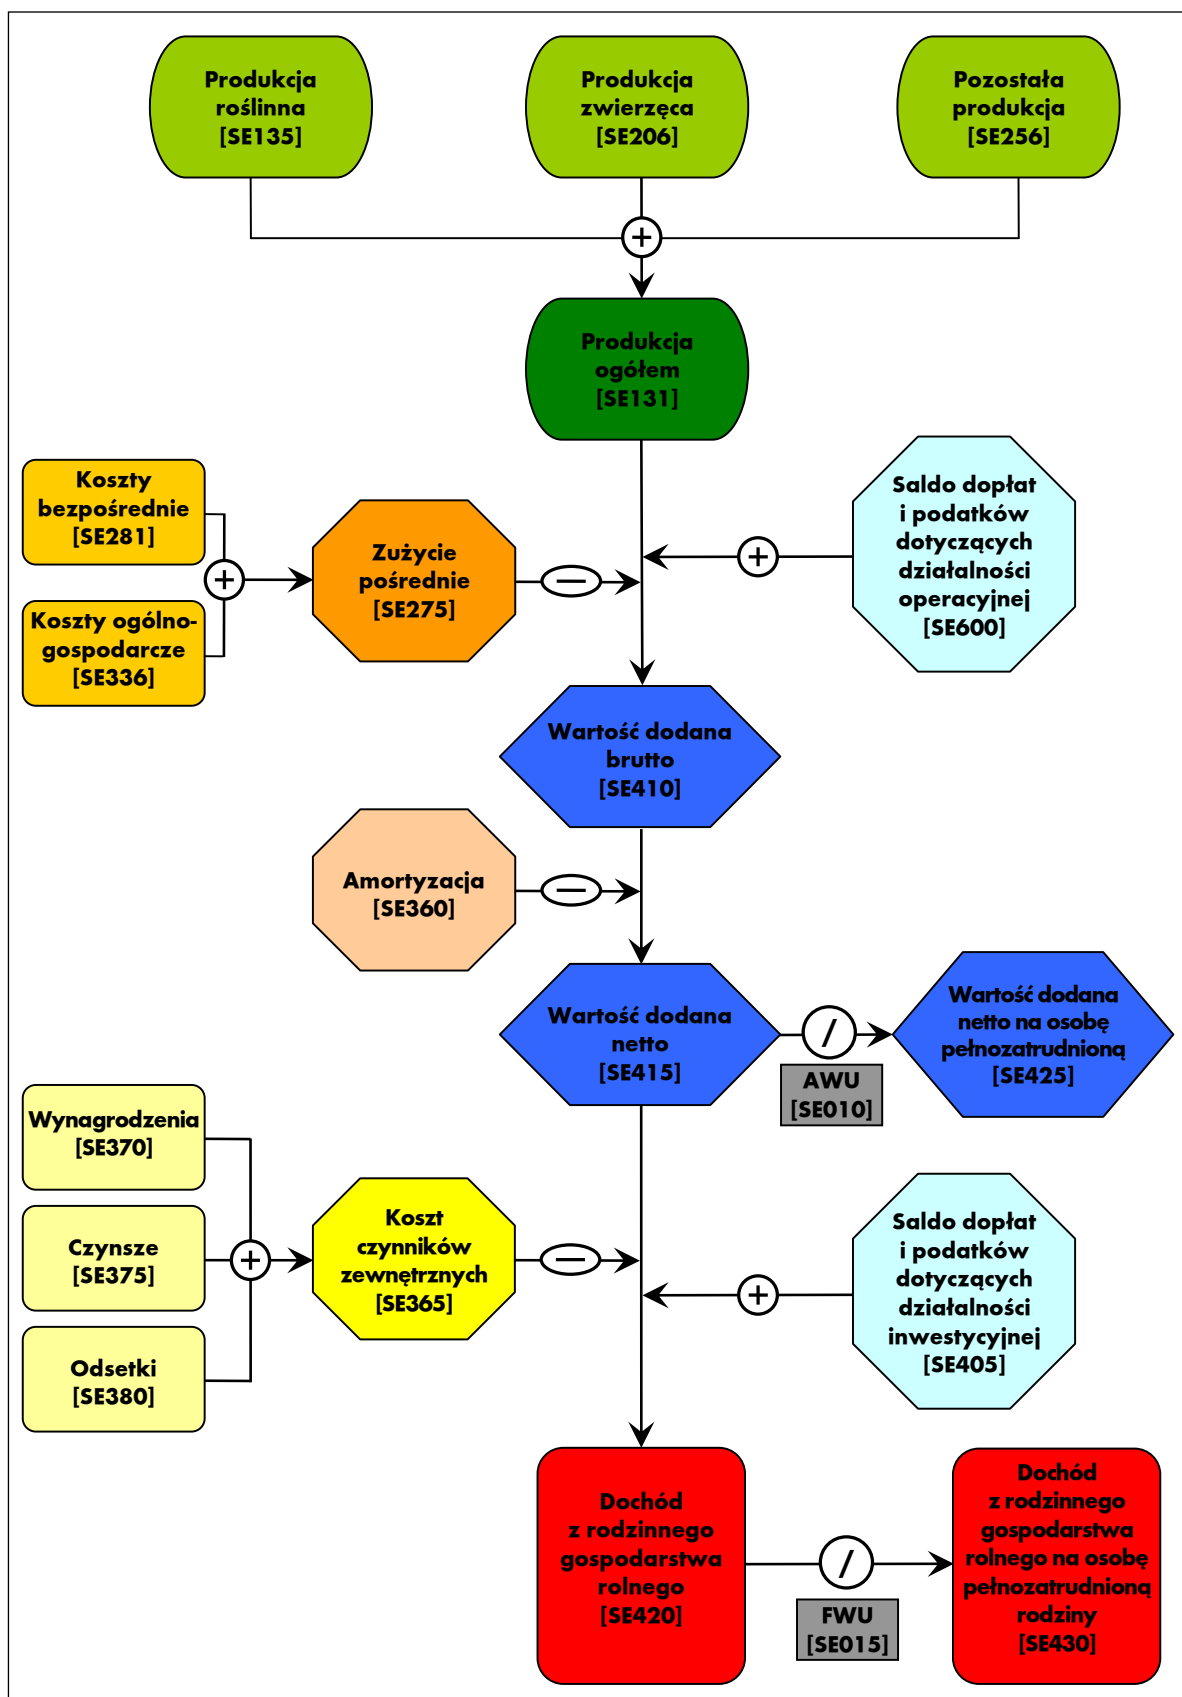 Produkcja
roślinna
[SE135]
Produkcja
zwierzęca
[SE206]
Pozostała
produkcja
[SE256]
+
Produkcja
ogółem
[SE131]
Koszty
bezpośrednie
[SE281]
+
Koszty ogólno-
gospodarcze
[SE336]
Zużycie
pośrednie
[SE275]
—
+
Saldo dopłat
i podatków
dotyczących
działalności
operacyjnej
[SE600]
Wartość dodana
brutto
[SE410]
Amortyzacja
[SE360]
—
Wartość dodana
netto
[SE415]
/
AWU
[SE010]
Wartość dodana
netto na osobę
pełnozatrudnioną
[SE425]
Wynagrodzenia
[SE370]
Czynsze
[SE375]
+
Odsetki
[SE380]
Koszt
czynników
zewnętrznych
[SE365]
—
+
Saldo dopłat
i podatków
dotyczących
działalności
inwestycyjnej
[SE405]
Dochód
z rodzinnego
gospodarstwa
rolnego
[SE420]
/
FWU
[SE015]
Dochód
z rodzinnego
gospodarstwa
rolnego na osobę
pełnozatrudnioną
rodziny
[SE430]